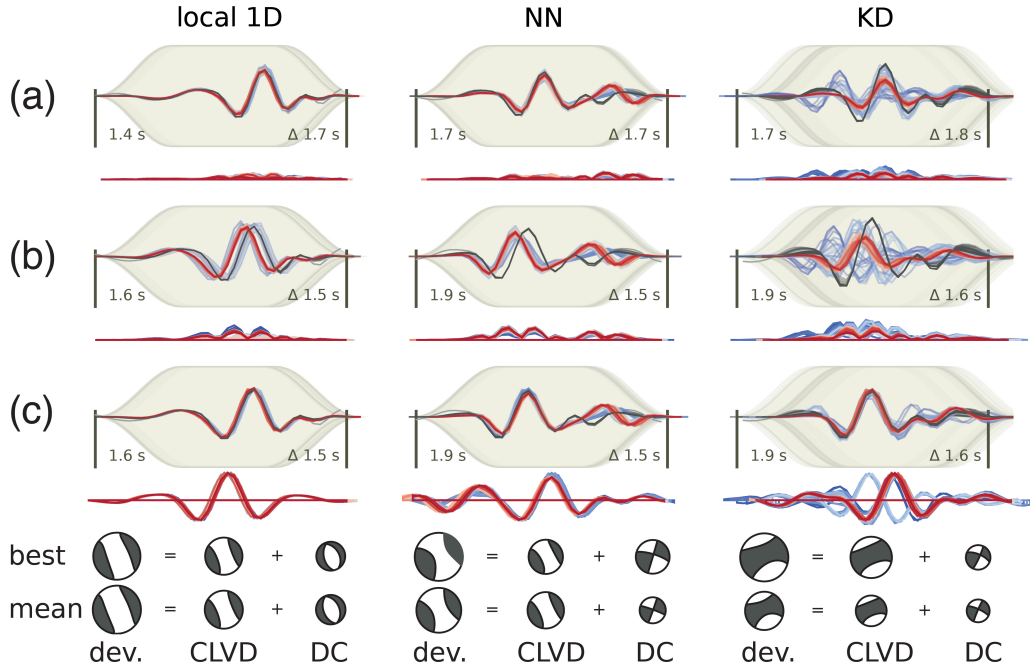 local 1D NN KD
(a)
1.4 s Δ 1.7 s 1.7 s Δ 1.7 s 1.7 s Δ 1.8 s
(b)
1.6 s Δ 1.5 s 1.9 s Δ 1.5 s 1.9 s Δ 1.6 s
(c)
1.6 s Δ 1.5 s 1.9 s Δ 1.5 s 1.9 s Δ 1.6 s
best = + = + = +
mean = + = + = +
dev. CLVD DC dev. CLVD DC dev. CLVD DC